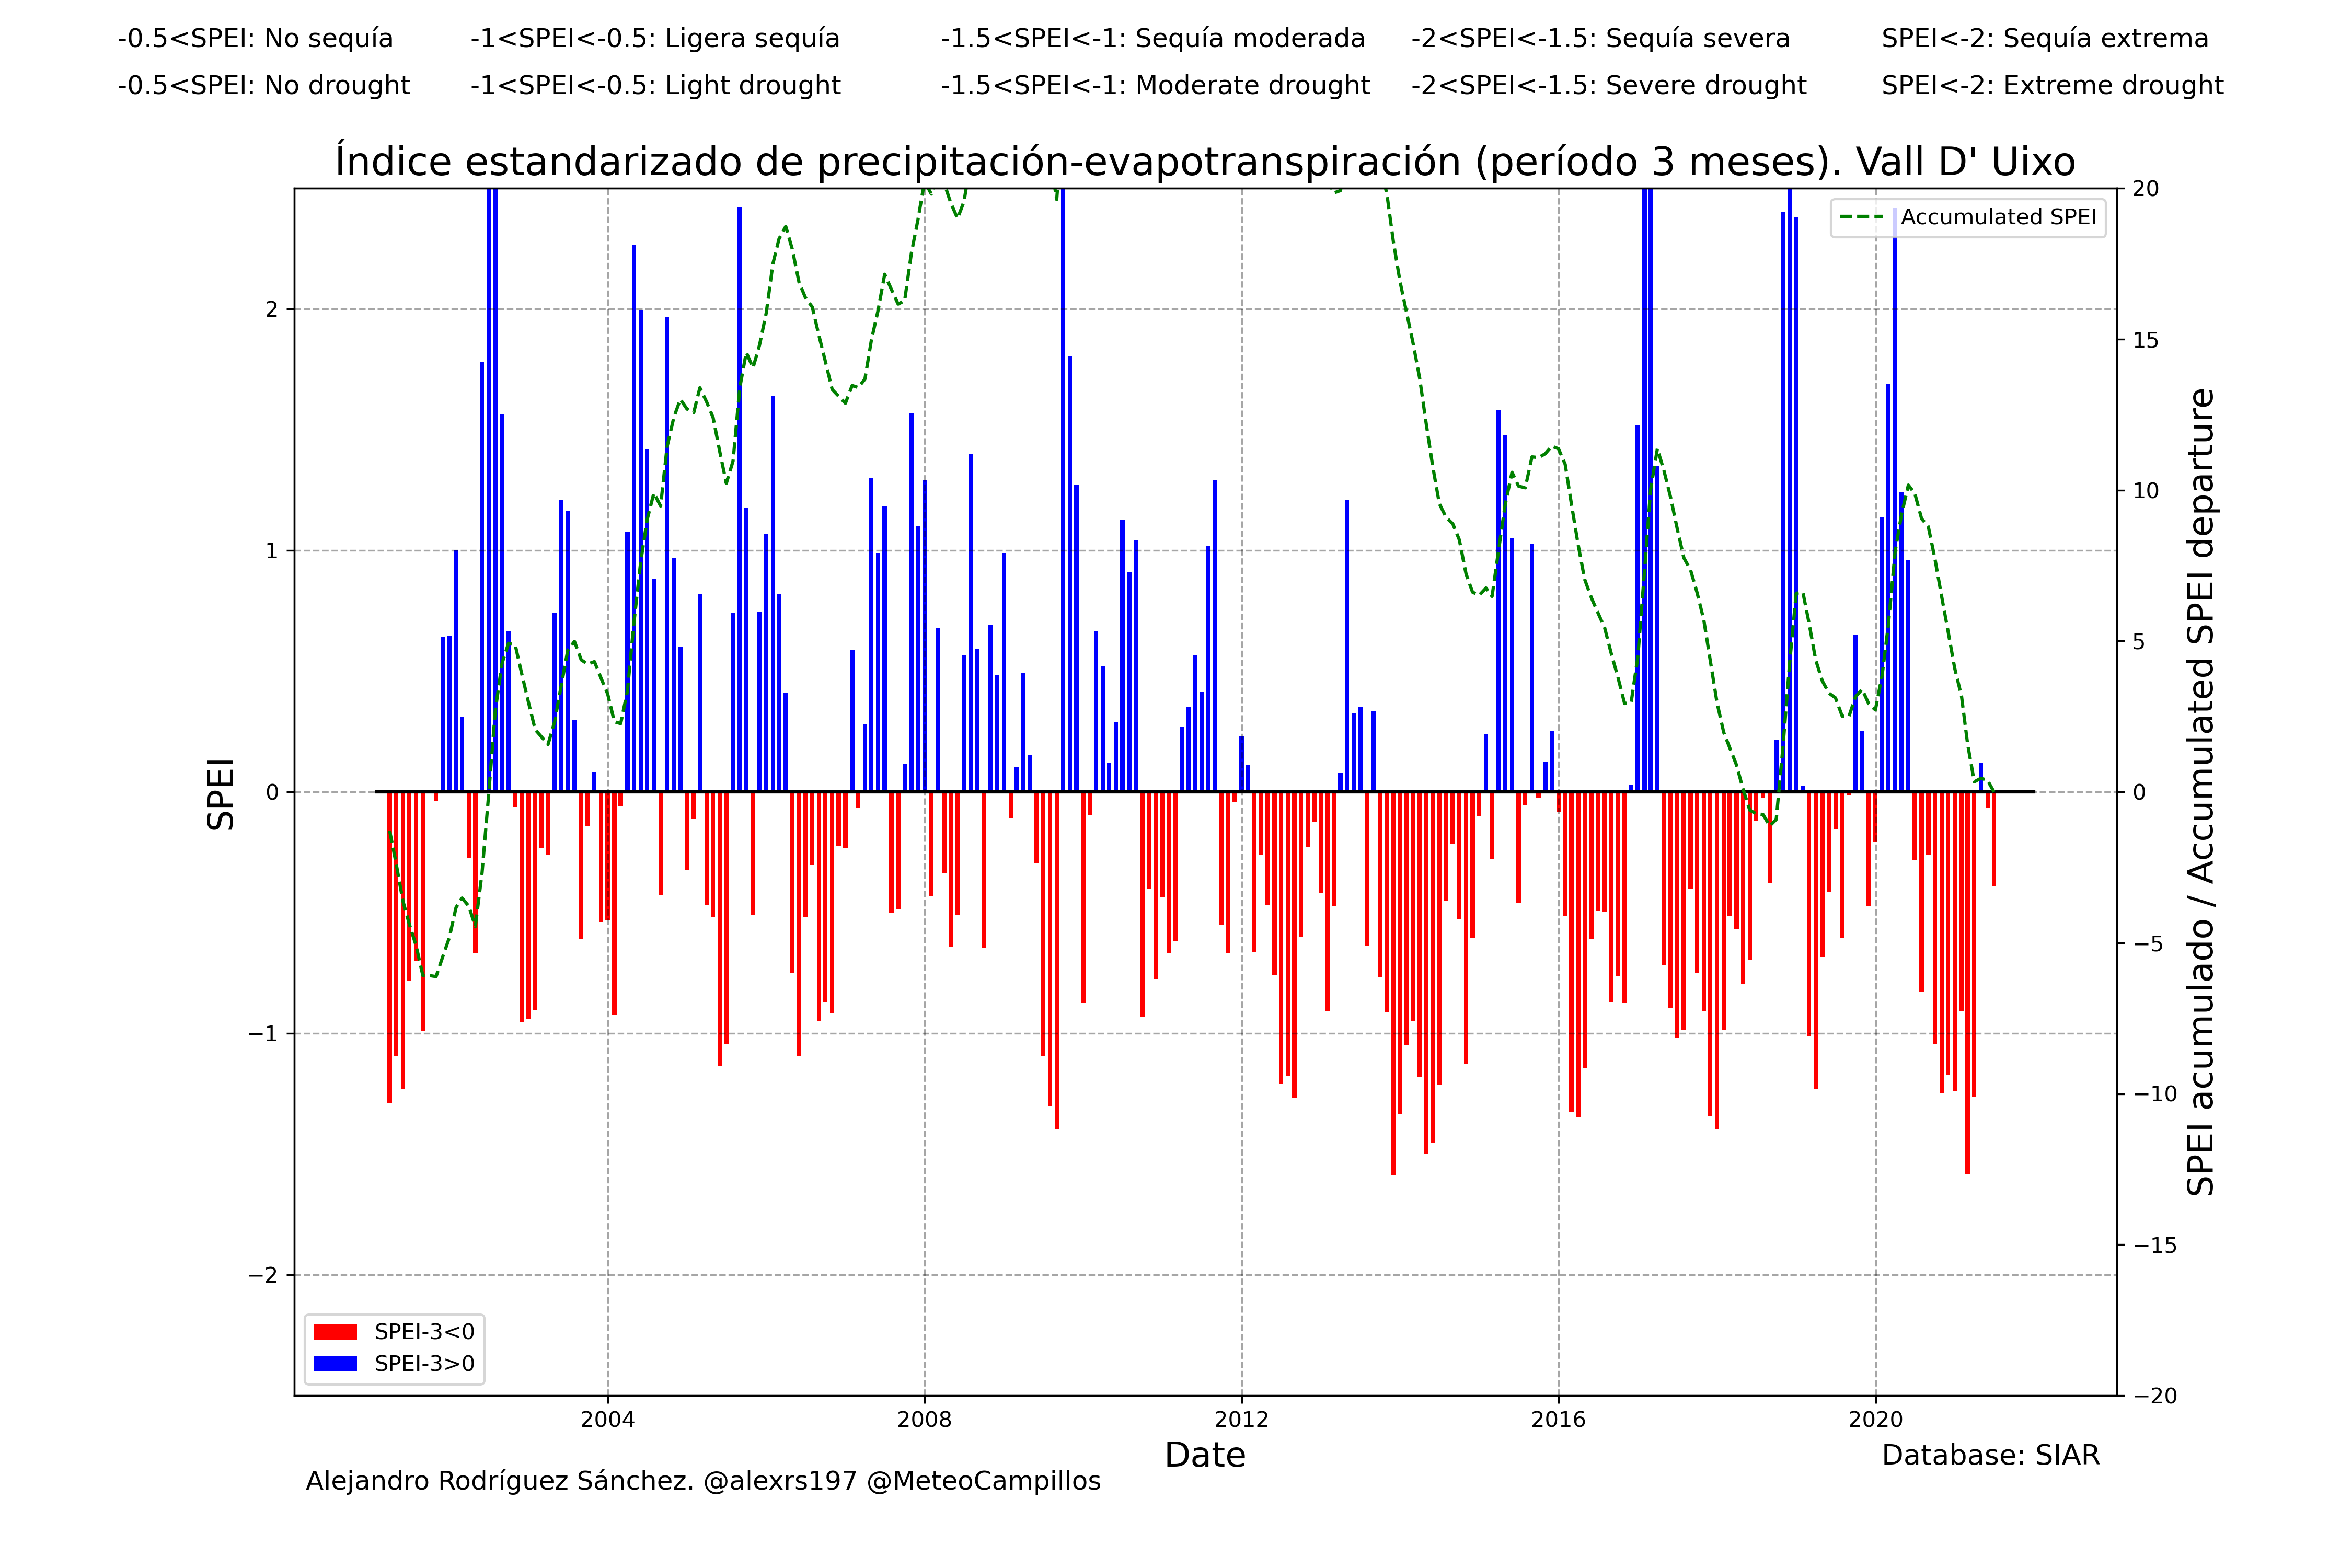 -0.5<SPEI: No sequía -1<SPEI<-0.5: Ligera sequía -1.5<SPEI<-1: Sequía moderada -2<SPEI<-1.5: Sequía severa SPEI<-2: Sequía extrema
-0.5<SPEI: No drought -1<SPEI<-0.5: Light drought -1.5<SPEI<-1: Moderate drought -2<SPEI<-1.5: Severe drought SPEI<-2: Extreme drought
Índice estandarizado de precipitación-evapotranspiración (período 3 meses). Vall D' Uixo
SPEI
2
1
0
−1
−2
Accumulated SPEI
20
15
10
5
0
−5
−10
−15
−20
SPEI acumulado / Accumulated SPEI departure
SPEI-3<0
SPEI-3>0
2004 2008 2012 2016 2020
Date
Database: SIAR
Alejandro Rodríguez Sánchez. @alexrs197 @MeteoCampillos